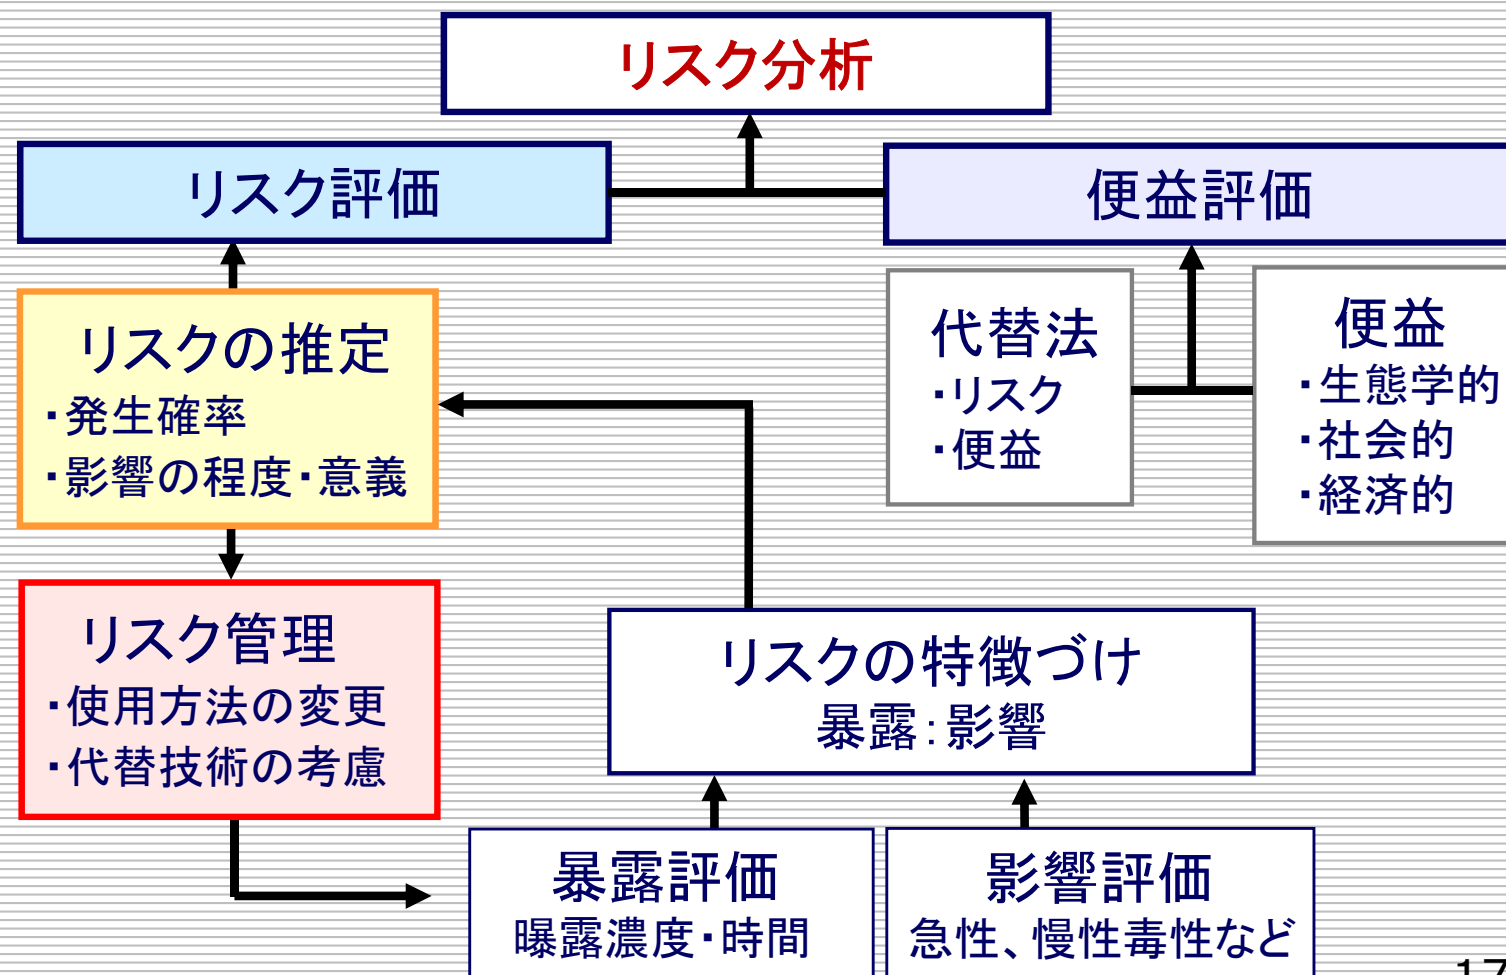 リスク分析
リスク評価
便益評価
リスクの推定
・発生確率
・影響の程度・意義
代替法
・リスク
・便益
便益
・生態学的
・社会的
・経済的
リスク管理
・使用方法の変更
・代替技術の考慮
リスクの特徴づけ
暴露:影響
暴露評価
曝露濃度・時間
影響評価
急性、慢性毒性など
17